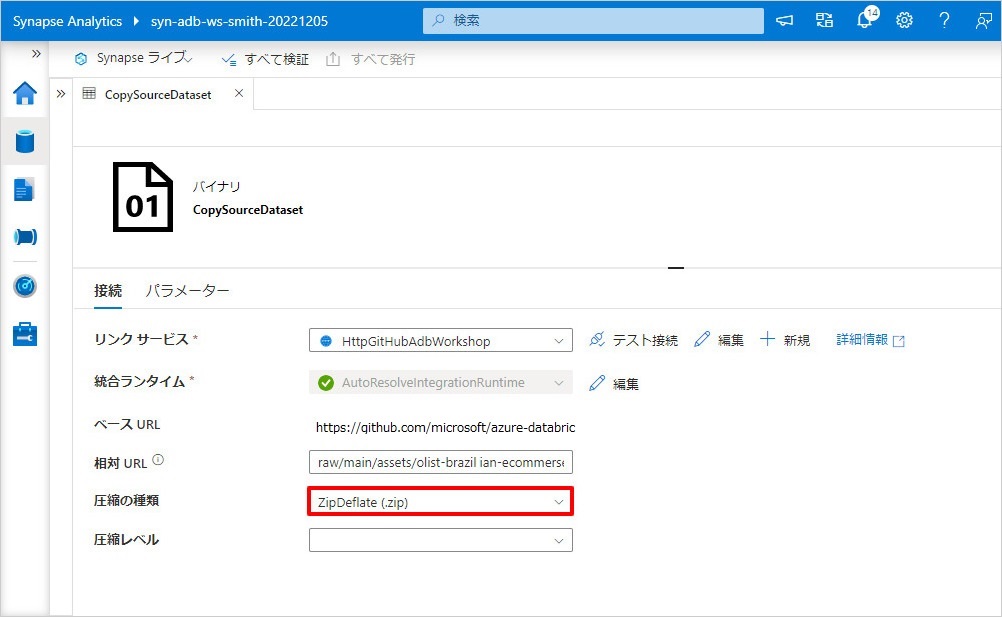 Synapse Analytics syn-adb-ws-smith-20221205 検索 14
Synapse ライブ すべて検証 すべて発行
CopySourceDataset
01
バイナリ
CopySourceDataset
接続 パラメーター
リンク サービス * HttpGitHubAdbWorkshop テスト接続 編集 新規 詳細情報
統合ランタイム * AutoResolveIntegrationRuntime 編集
ベース URL https://github.com/microsoft/azure-databric
相対 URL raw/main/assets/olist-brazil ian-ecommerse
圧縮の種類 ZipDeflate (.zip)
圧縮レベル